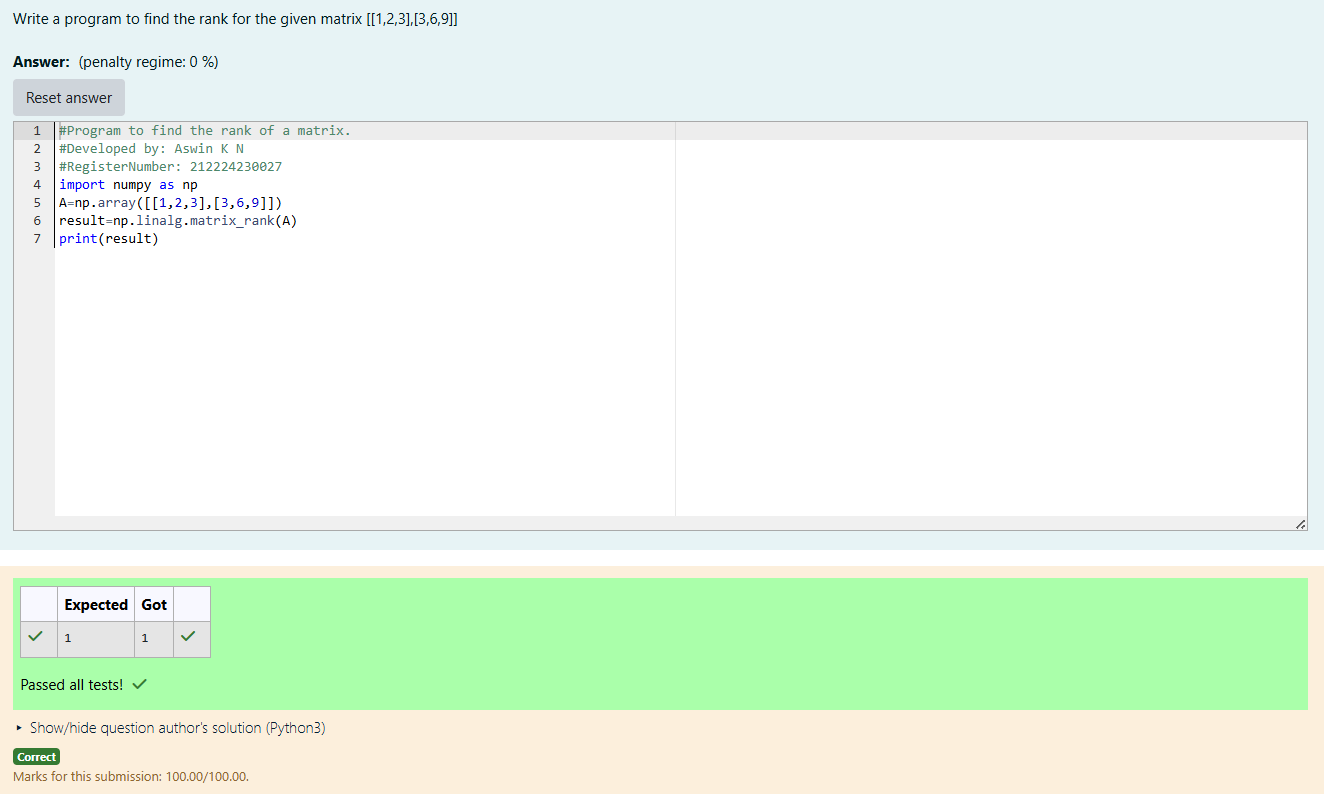 Write a program to find the rank for the given matrix [[1,2,3],[3,6,9]]
Answer: (penalty regime: 0 %)
Reset answer
1 #Program to find the rank of a matrix.
2 #Developed by: Aswin K N
3 #RegisterNumber: 212224230027
4 import numpy as np
5 A=np.array([[1,2,3],[3,6,9]])
6 result=np.linalg.matrix_rank(A)
7 print(result)
Expected Got
1 1
Passed all tests!
Show/hide question author's solution (Python3)
Correct
Marks for this submission: 100.00/100.00.